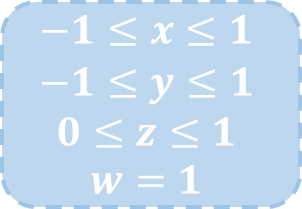 −1 ≤ x ≤ 1
−1 ≤ y ≤ 1
0 ≤ z ≤ 1
w = 1